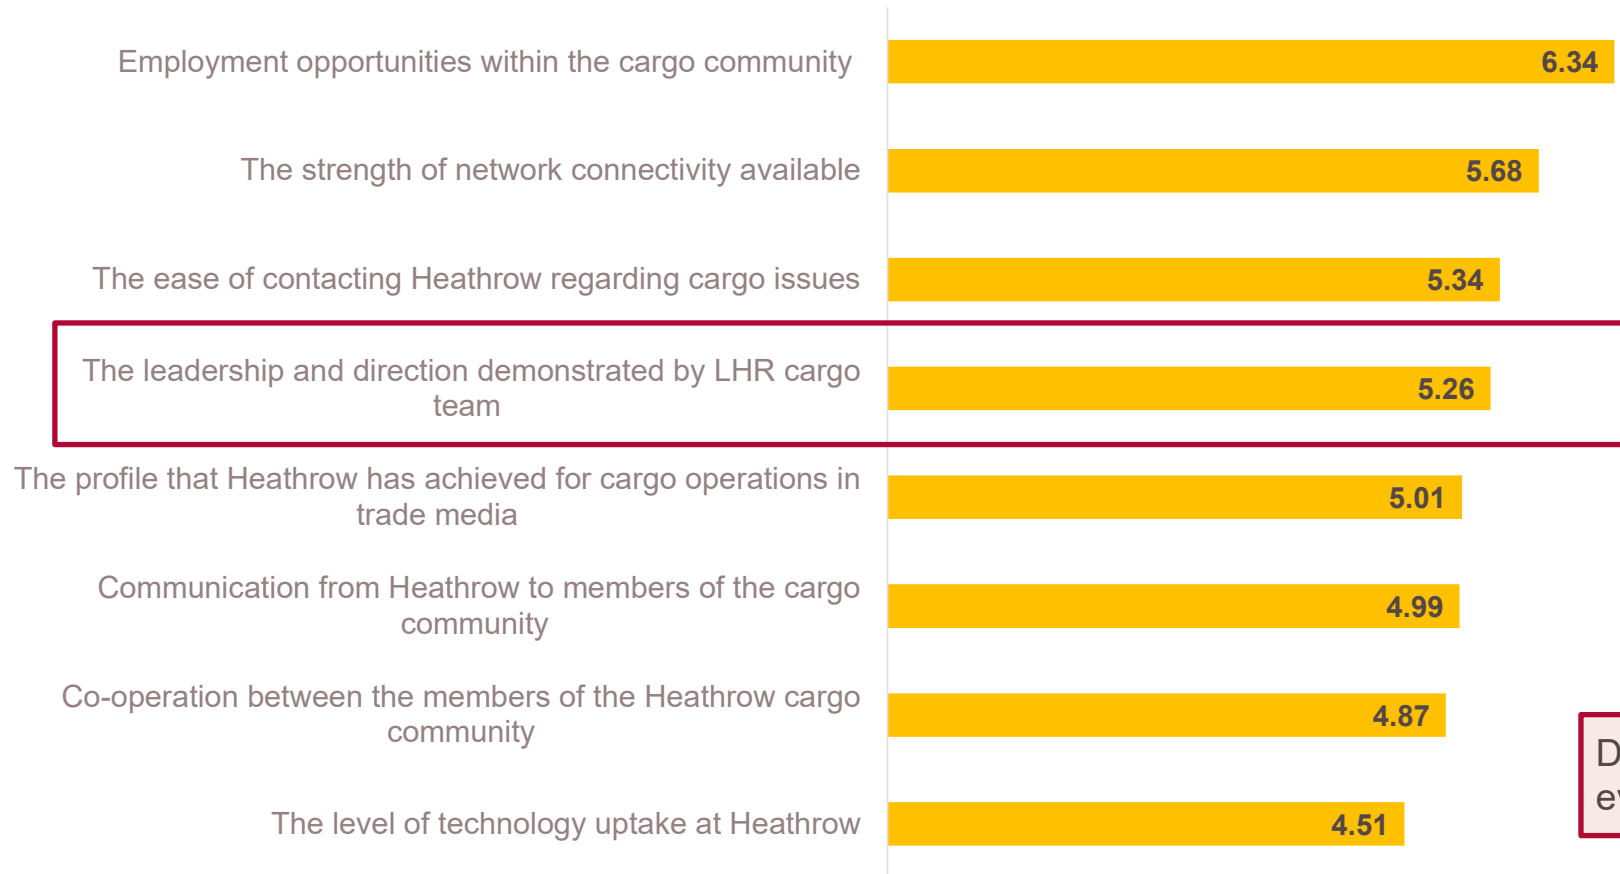 Employment opportunities within the cargo community
6.34
The strength of network connectivity available
5.68
The ease of contacting Heathrow regarding cargo issues
5.34
The leadership and direction demonstrated by LHR cargo
team
5.26
The profile that Heathrow has achieved for cargo operations in
trade media
5.01
Communication from Heathrow to members of the cargo
community
4.99
Co-operation between the members of the Heathrow cargo
community
4.87
The level of technology uptake at Heathrow
4.51